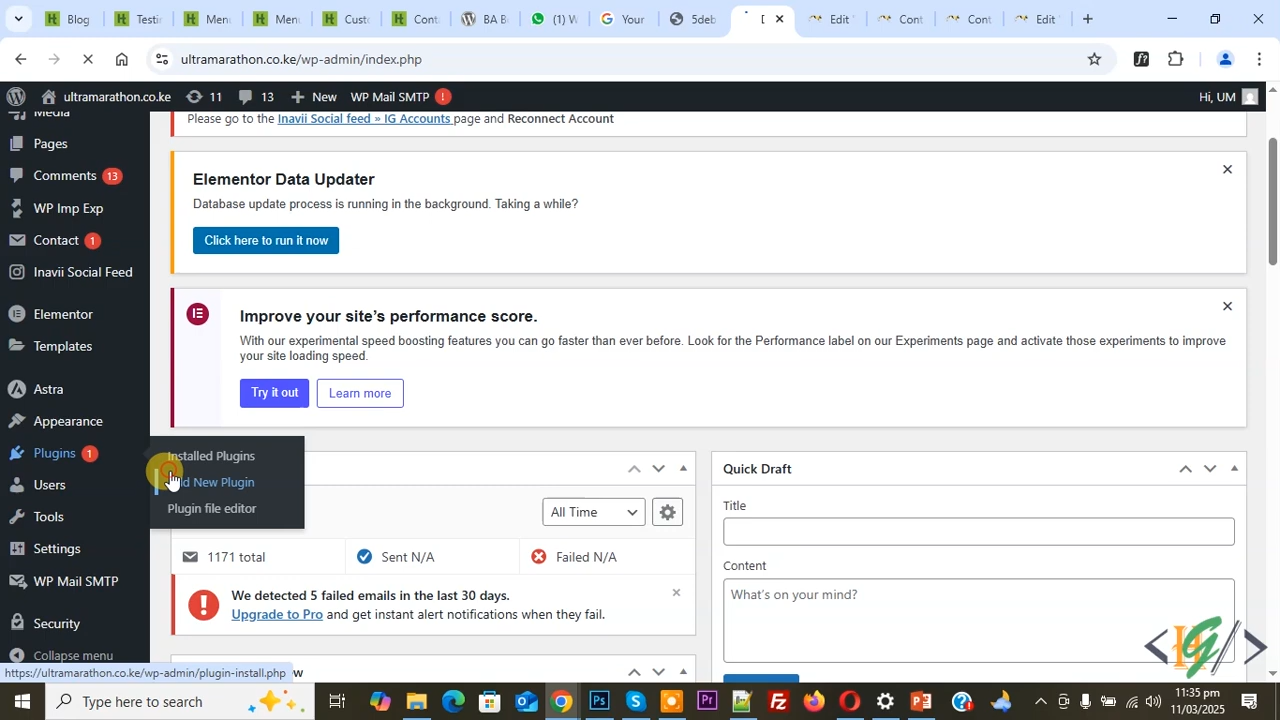 Blog
Testin
Menu
Menu
Custo
Conta
BA B
(1) W
Your
5deb
Edit
Cont
Cont
Edit
ultramarathon.co.ke/wp-admin/index.php
ultramarathon.co.ke
11
13
New
WP Mail SMTP
!
Hi, UM
Media
Please go to the Inavii Social feed » IG Accounts page and Reconnect Account
Pages
Comments 13
WP Imp Exp
Contact 1
Inavii Social Feed
Elementor
Templates
Astra
Appearance
Plugins 1
Users
Tools
Settings
WP Mail SMTP
Security
Collapse menu
Elementor Data Updater
Database update process is running in the background. Taking a while?
Click here to run it now
Improve your site's performance score.
With our experimental speed boosting features you can go faster than ever before. Look for the Performance label on our Experiments page and activate those experiments to improve
your site loading speed.
Try it out
Learn more
Installed Plugins
Add New Plugin
Plugin file editor
All Time
1171 total
Sent N/A
Failed N/A
We detected 5 failed emails in the last 30 days.
Upgrade to Pro and get instant alert notifications when they fail.
Quick Draft
Title
Content
What's on your mind?
https://ultramarathon.co.ke/wp-admin/plugin-install.php
Type here to search
11:35 pm
11/03/2025